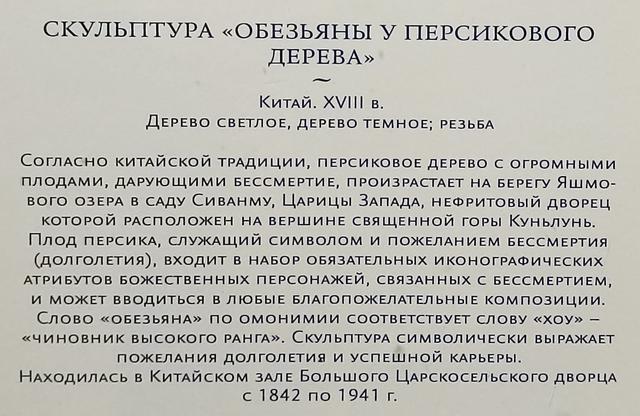 СКУЛЬПТУРА «ОБЕЗЬЯНЫ У ПЕРСИКОВОГО
ДЕРЕВА»
~
Китай. XVIII в.
Дерево светлое, дерево темное; резьба
Согласно китайской традиции, персиковое дерево с огромными
плодами, дарующими бессмертие, произрастает на берегу Яшмо-
вого озера в саду Сиванму, Царицы Запада, нефритовый дворец
которой расположен на вершине священной горы Куньлунь.
Плод персика, служащий символом и пожеланием бессмертия
(долголетия), входит в набор обязательных иконографических
атрибутов божественных персонажей, связанных с бессмертием,
и может вводиться в любые благопожелательные композиции.
Слово «обезьяна» по омонимии соответствует слову «хоу» –
«чиновник высокого ранга». Скульптура символически выражает
пожелания долголетия и успешной карьеры.
Находилась в Китайском зале Большого Царскосельского дворца
с 1842 по 1941 г.